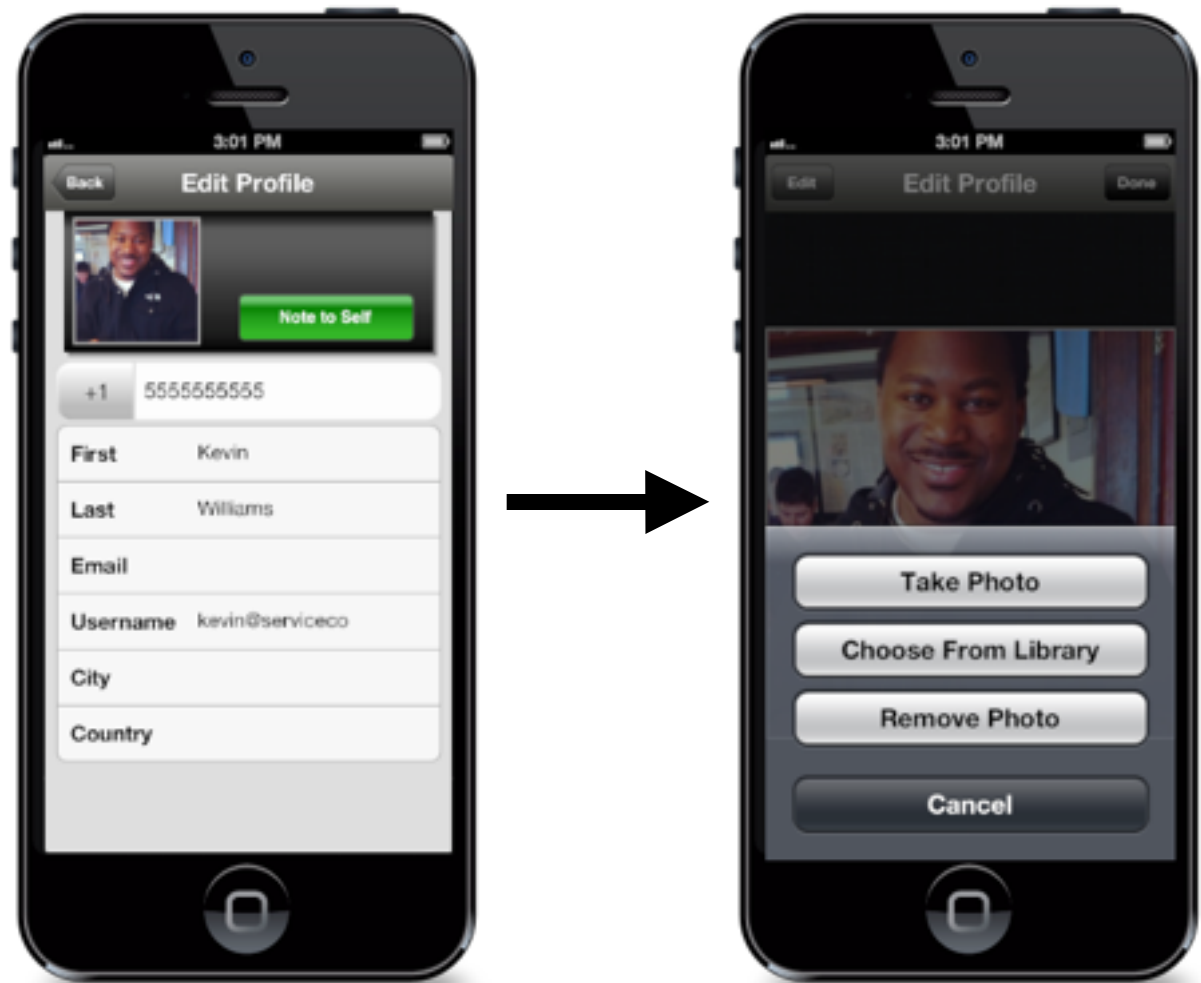 3:01 PM
Back
Edit Profile
Note to Self
+1 5555555555
First Kevin
Last Williams
Email
Username kevin@serviceco
City
Country
3:01 PM
Edit
Edit Profile
Done
Take Photo
Choose From Library
Remove Photo
Cancel